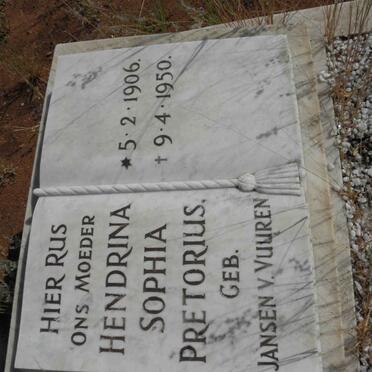 HIER RUS
ONS MOEDER
HENDRINA
SOPHIA
PRETORIUS.
GEB.
JANSEN V. VUUREN
★ 5·2·1906.
† 9·4·1950.